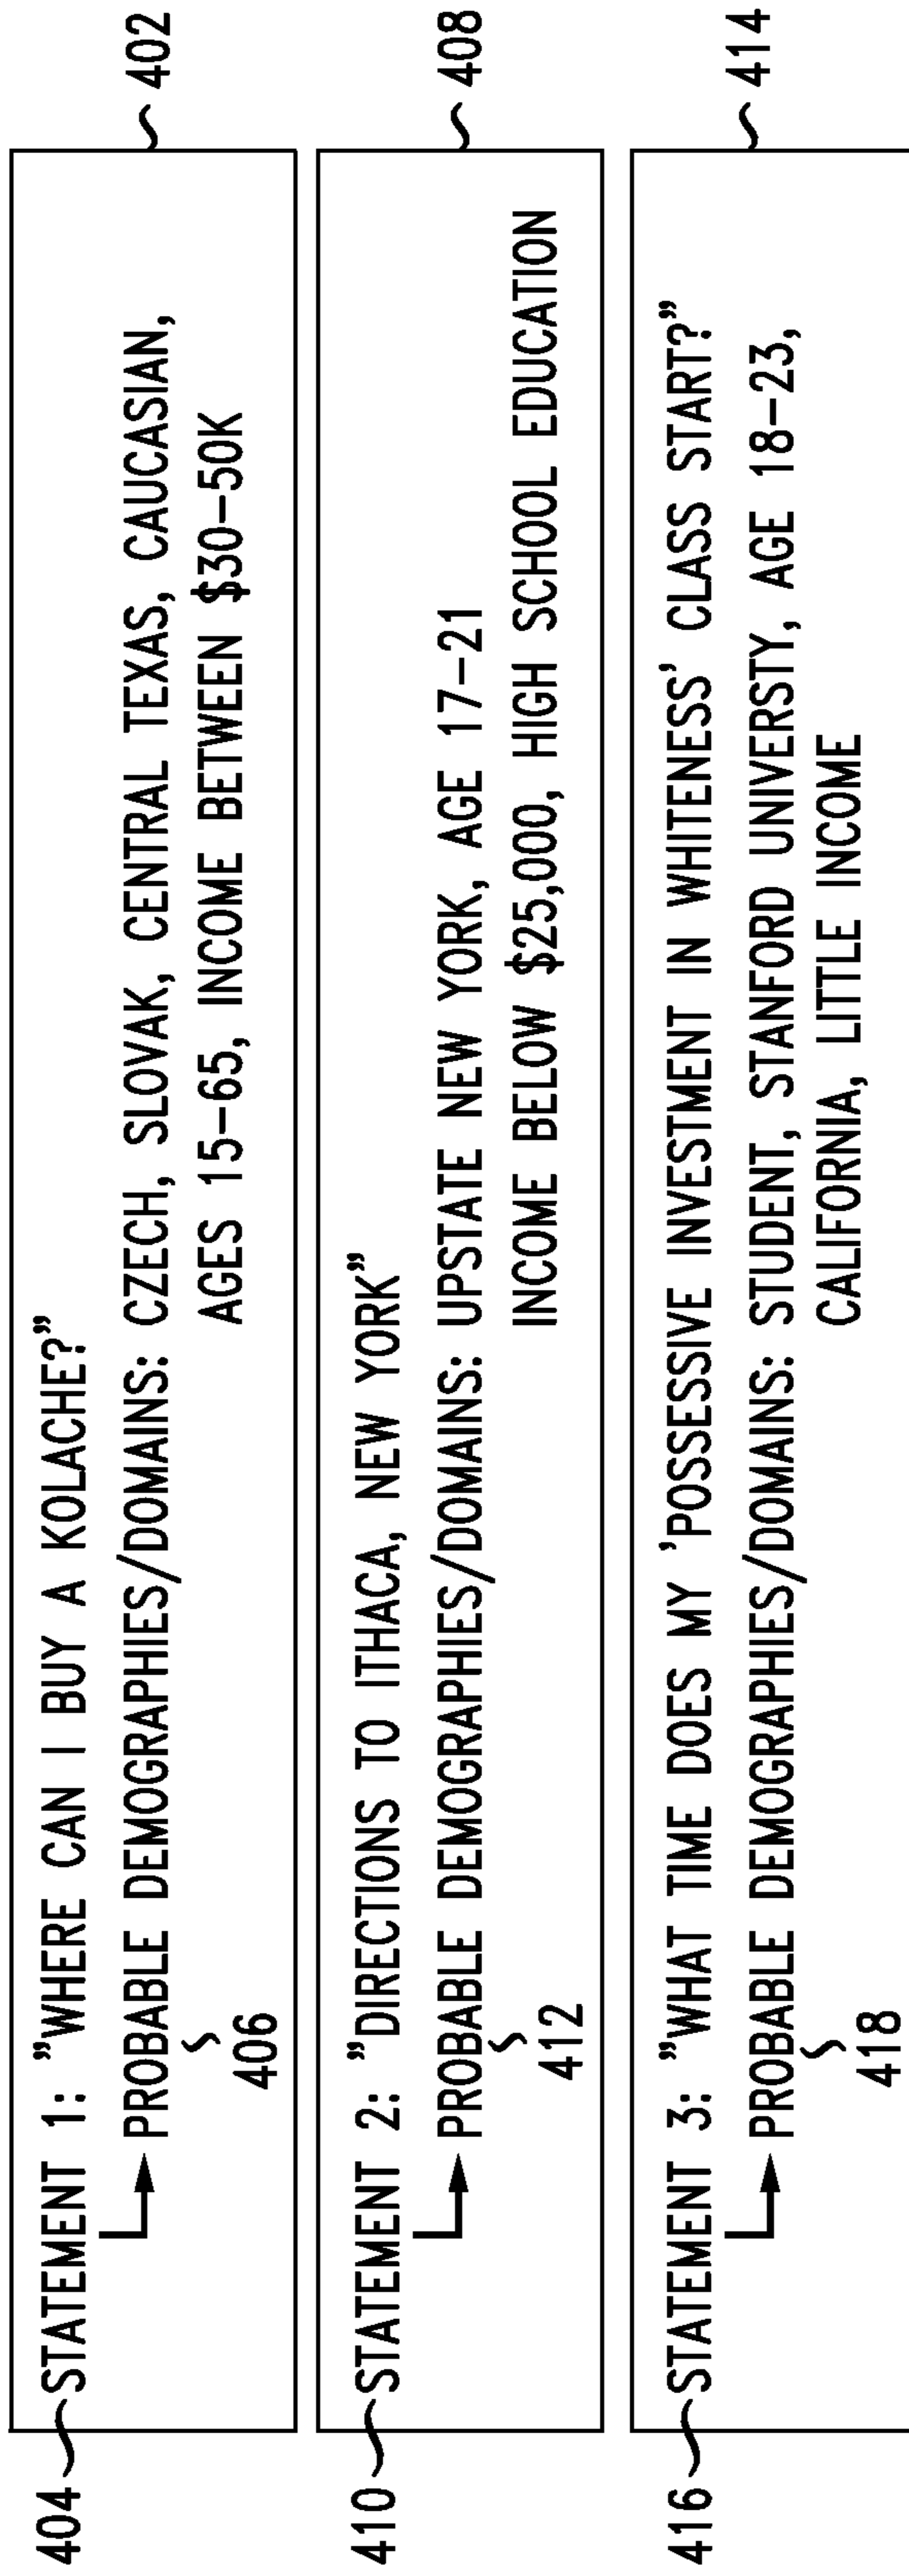 404 STATEMENT 1: "WHERE CAN I BUY A KOLACHE?" 402
PROBABLE DEMOGRAPHIES/DOMAINS: CZECH, SLOVAK, CENTRAL TEXAS, CAUCASIAN,
406 AGES 15-65, INCOME BETWEEN $30-50K
410 STATEMENT 2: "DIRECTIONS TO ITHACA, NEW YORK" 408
PROBABLE DEMOGRAPHIES/DOMAINS: UPSTATE NEW YORK, AGE 17-21
412 INCOME BELOW $25,000, HIGH SCHOOL EDUCATION
416 STATEMENT 3: "WHAT TIME DOES MY 'POSSESSIVE INVESTMENT IN WHITENESS' CLASS START?" 414
PROBABLE DEMOGRAPHIES/DOMAINS: STUDENT, STANFORD UNIVERSTY, AGE 18-23,
418 CALIFORNIA, LITTLE INCOME